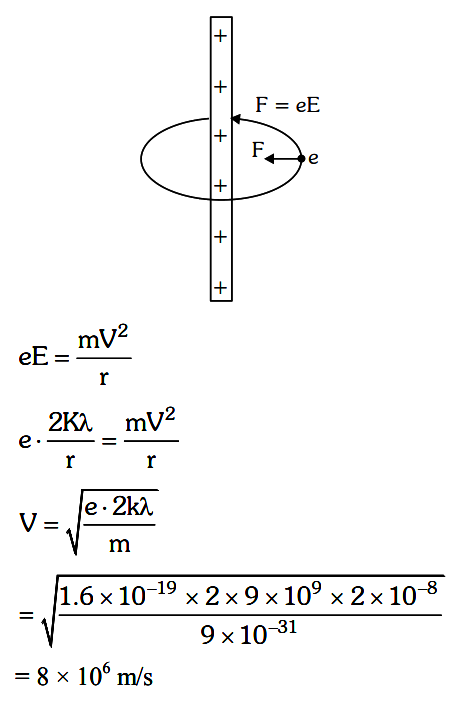 +
+
F = eE
+
F
e
+
+
+
eE = mV²/r
e · 2Kλ/r = mV²/r
V = √(e · 2kλ/m)
= √(1.6 × 10⁻¹⁹ × 2 × 9 × 10⁹ × 2 × 10⁻⁸/9 × 10⁻³¹)
= 8 × 10⁶ m/s